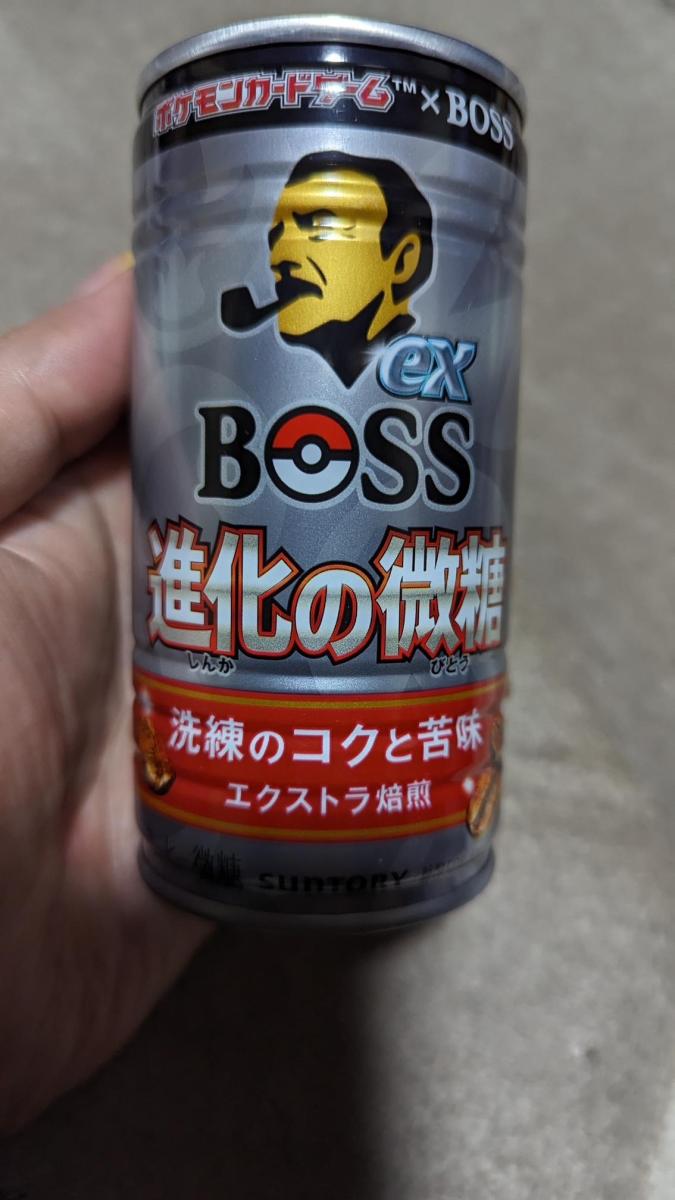 ポケモンカードゲーム™×BOSS
ex
BOSS
進化の微糖
しんか びとう
洗練のコクと苦味
エクストラ焙煎
微糖 SUNTORY